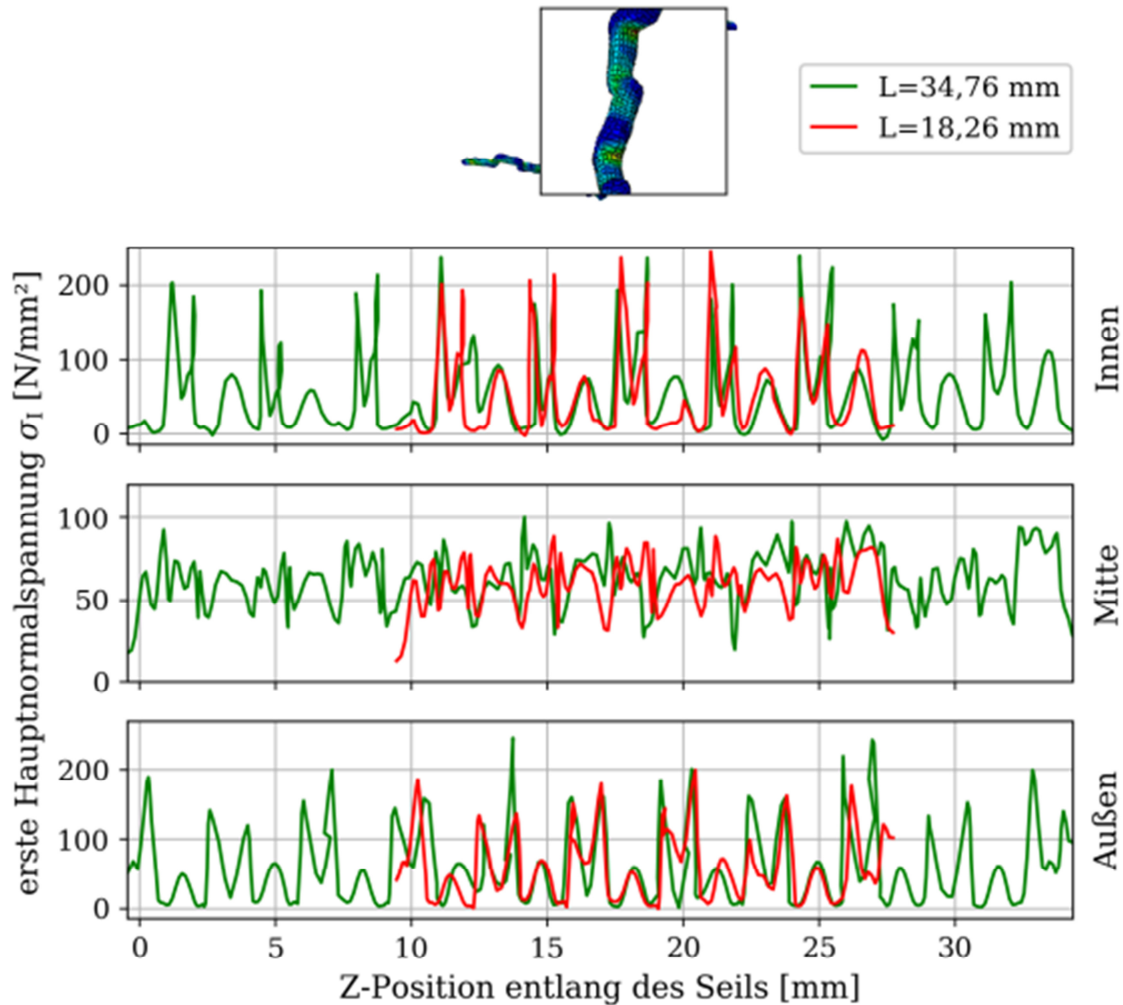 L=34,76 mm
L=18,26 mm
erste Hauptnormalspannung σI [N/mm²]
200
100
0
Innen
100
50
0
Mitte
200
100
0
Außen
0 5 10 15 20 25 30
Z-Position entlang des Seils [mm]